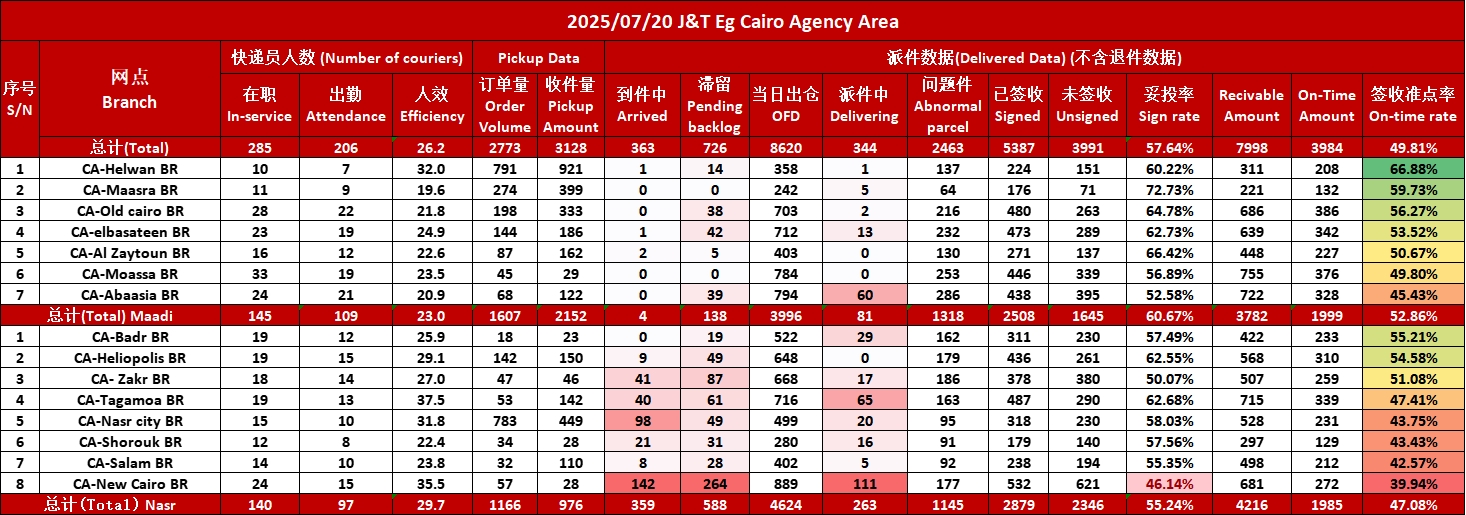 2025/07/20 J&T Eg Cairo Agency Area
序号 S/N 网点 Branch 快递员人数 (Number of couriers) Pickup Data 派件数据(Delivered Data) (不含退件数据)
在职 In-service 出勤 Attendance 人效 Efficiency 订单量 Order Volume 收件量 Pickup Amount 到件中 Arrived 滞留 Pending backlog 当日出仓 OFD 派件中 Delivering 问题件 Abnormal parcel 已签收 Signed 未签收 Unsigned 妥投率 Sign rate Recivable Amount On-Time Amount 签收准点率 On-time rate
总计(Total) 285 206 26.2 2773 3128 363 726 8620 344 2463 5387 3991 57.64% 7998 3984 49.81%
1 CA-Helwan BR 10 7 32.0 791 921 1 14 358 1 137 224 151 60.22% 311 208 66.88%
2 CA-Maasra BR 11 9 19.6 274 399 0 0 242 5 64 176 71 72.73% 221 132 59.73%
3 CA-Old cairo BR 28 22 21.8 198 333 0 38 703 2 216 480 263 64.78% 686 386 56.27%
4 CA-elbasateen BR 23 19 24.9 144 186 1 42 712 13 232 473 289 62.73% 639 342 53.52%
5 CA-Al Zaytoun BR 16 12 22.6 87 162 2 5 403 0 130 271 137 66.42% 448 227 50.67%
6 CA-Moassa BR 33 19 23.5 45 29 0 0 784 0 253 446 339 56.89% 755 376 49.80%
7 CA-Abaasia BR 24 21 20.9 68 122 0 39 794 60 286 438 395 52.58% 722 328 45.43%
总计(Total) Maadi 145 109 23.0 1607 2152 4 138 3996 81 1318 2508 1645 60.67% 3782 1999 52.86%
1 CA-Badr BR 19 12 25.9 18 23 0 19 522 29 162 311 230 57.49% 422 233 55.21%
2 CA-Heliopolis BR 19 15 29.1 142 150 9 49 648 0 179 436 261 62.55% 568 310 54.58%
3 CA- Zakr BR 18 14 27.0 47 46 41 87 668 17 186 378 380 50.07% 507 259 51.08%
4 CA-Tagamoa BR 19 13 37.5 53 142 40 61 716 65 163 487 290 62.68% 715 339 47.41%
5 CA-Nasr city BR 15 10 31.8 783 449 98 49 499 20 95 318 230 58.03% 528 231 43.75%
6 CA-Shorouk BR 12 8 22.4 34 28 21 31 280 16 91 179 140 57.56% 297 129 43.43%
7 CA-Salam BR 14 10 23.8 32 110 8 28 402 5 92 238 194 55.35% 498 212 42.57%
8 CA-New Cairo BR 24 15 35.5 57 28 142 264 889 111 177 532 621 46.14% 681 272 39.94%
总计(Total) Nasr 140 97 29.7 1166 976 359 588 4624 263 1145 2879 2346 55.24% 4216 1985 47.08%